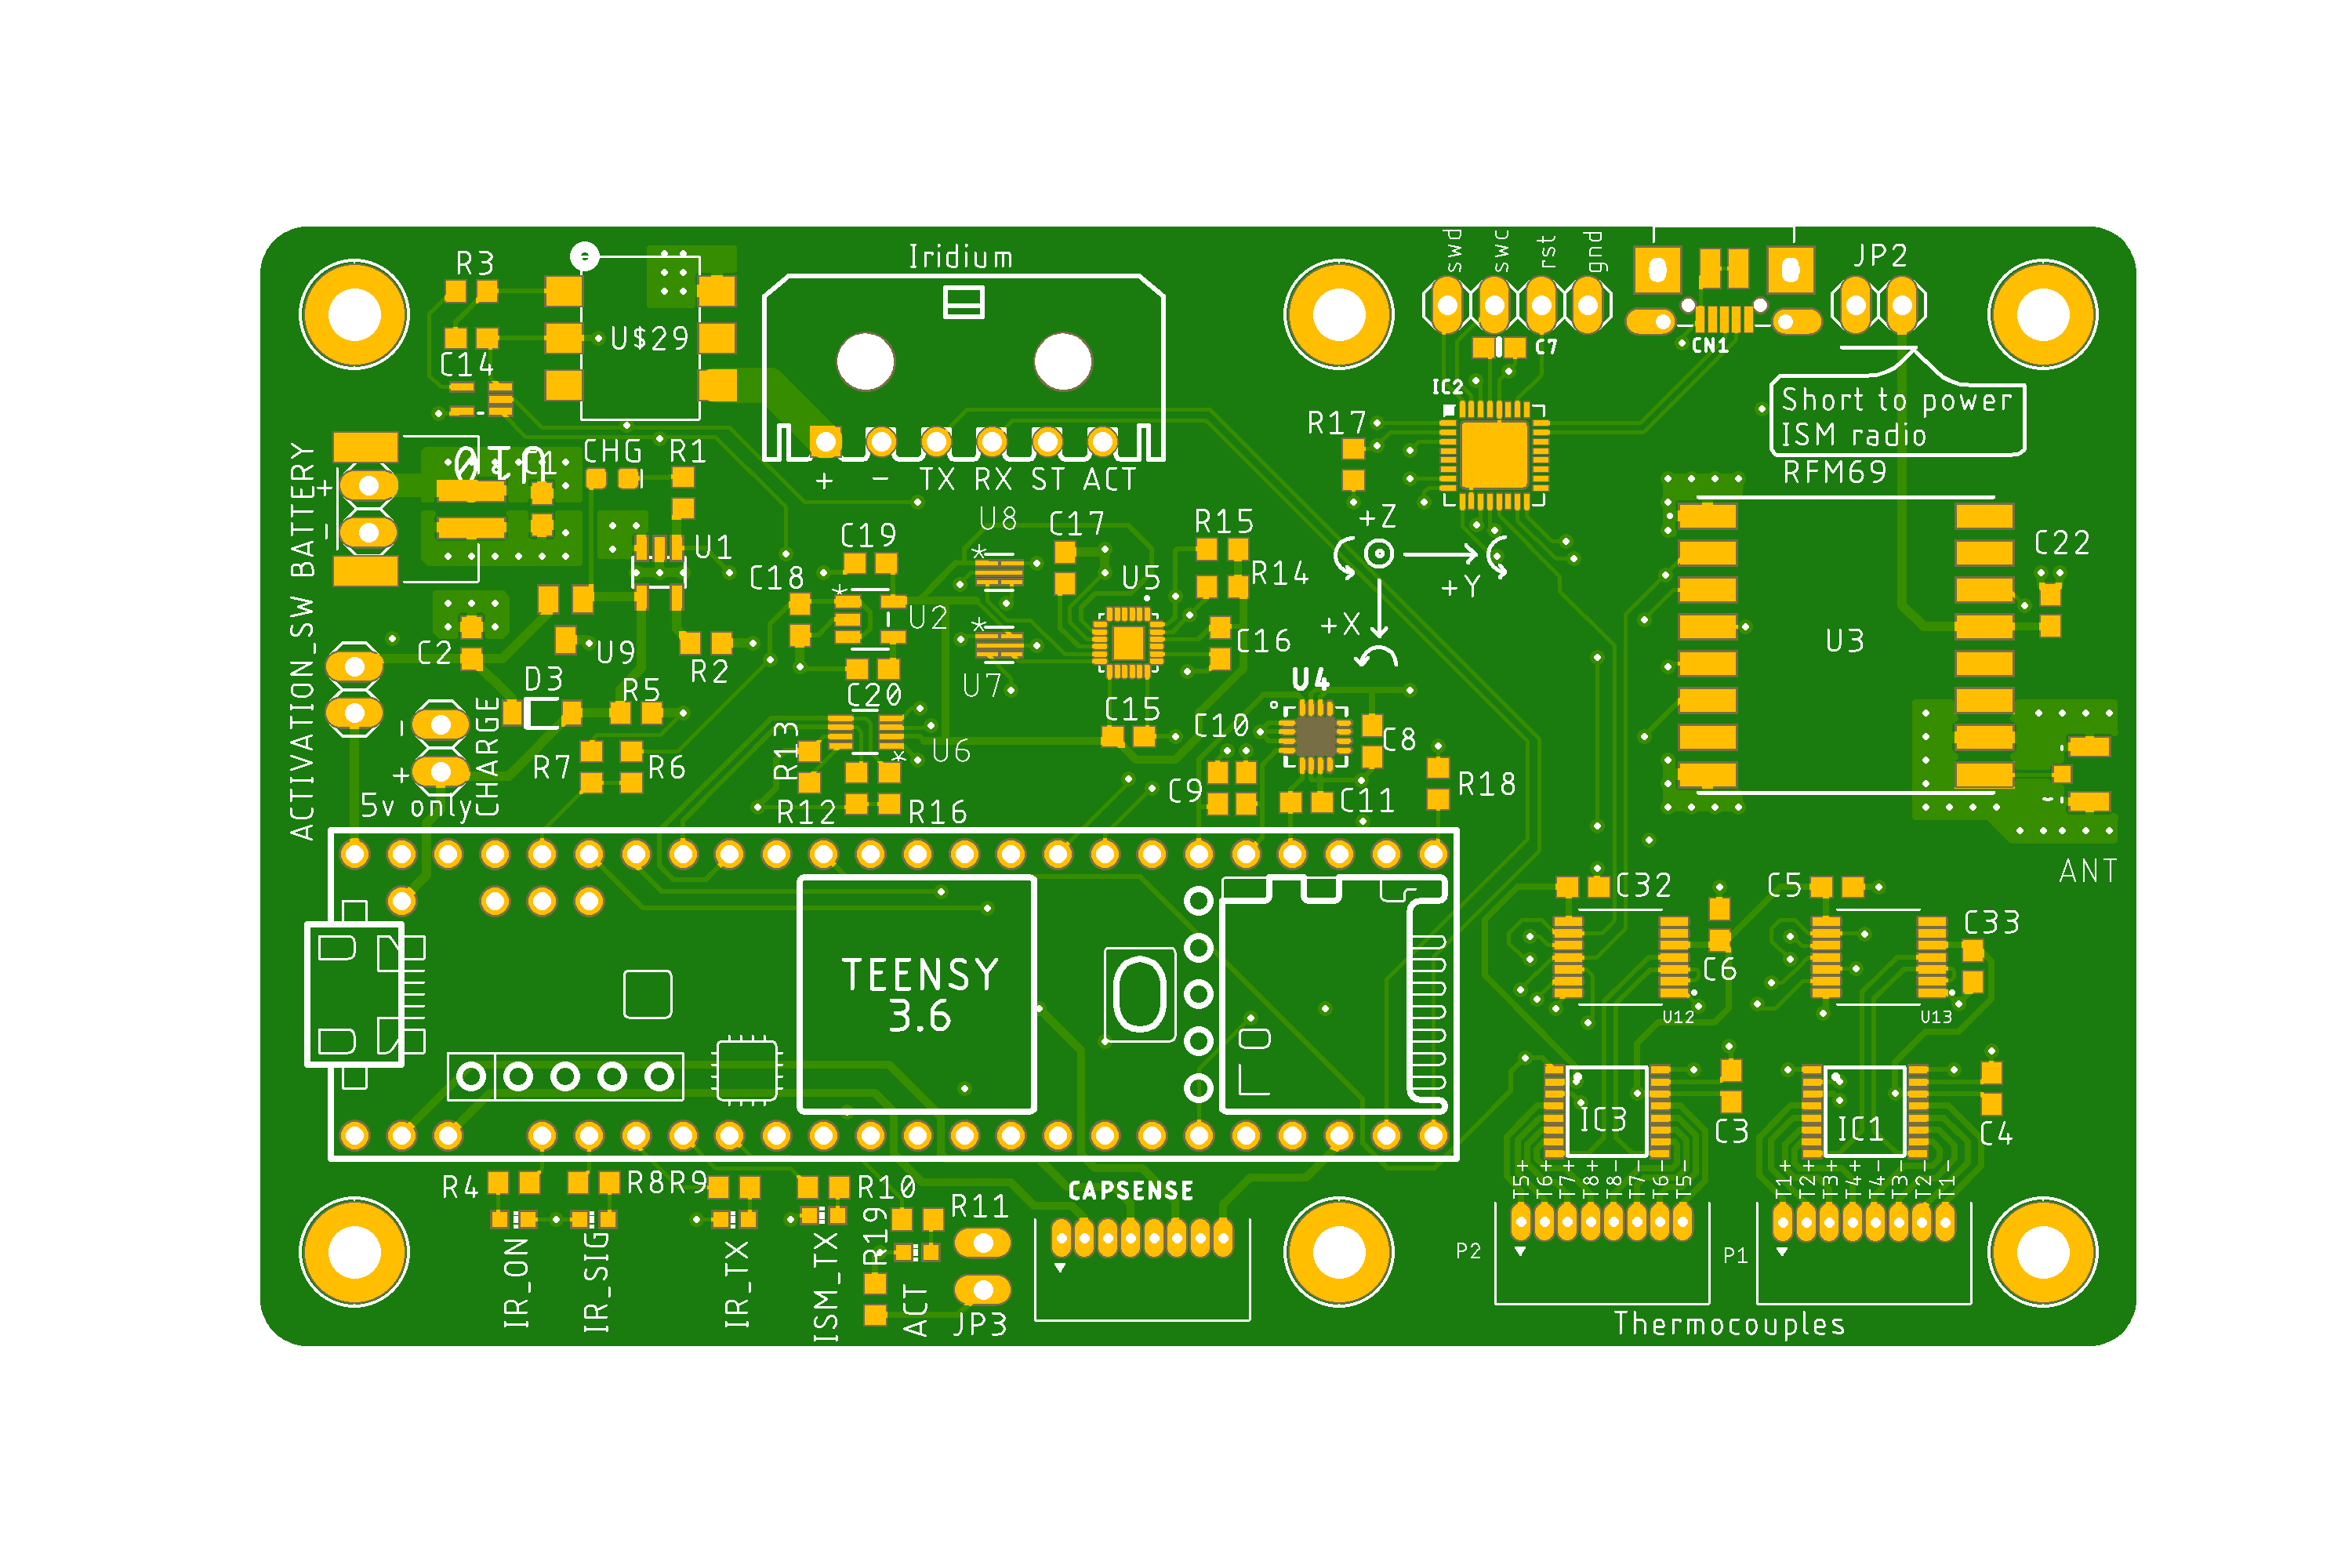 R3
Iridium
swd
swc
rst
gnd
JP2
U$29
C14
CN1
C7
IC2
Short to power
ISM radio
RFM69
R17
CHG
R1
U10
C1
+
-
+
-
TX
RX
ST
ACT
ACTIVATION_SW BATTERY
U8
C17
R15
+Z
C19
U1
C18
U5
R14
+Y
C22
U2
+X
C16
U3
C2
U9
R2
U7
U4
D3
R5
C20
C15
C10
C8
-
CHARGE
R13
U6
R7
R6
+
C9
C11
R18
5v only
R12
R16
ANT
C32
C5
C33
TEENSY
3.6
C6
U12
U13
IC3
IC1
C3
C4
T5+
T6+
T7+
T8+
T8-
T7-
T6-
T5-
T1+
T2+
T3+
T4+
T4-
T3-
T2-
T1-
R4
R8
R9
R10
CAPSENSE
R19
R11
P2
P1
IR_ON
IR_SIG
IR_TX
ISM_TX
ACT
JP3
Thermocouples